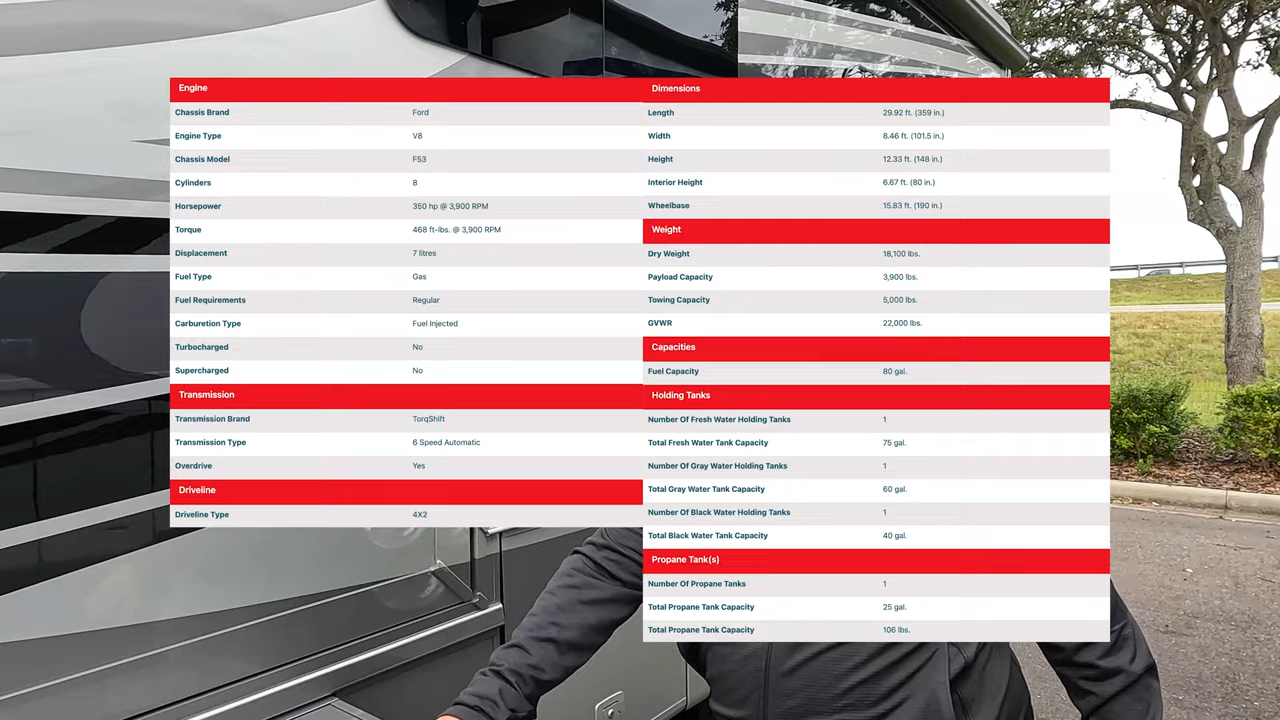 Engine
Chassis Brand Ford
Engine Type V8
Chassis Model F53
Cylinders 8
Horsepower 350 hp @ 3,900 RPM
Torque 468 ft-lbs. @ 3,900 RPM
Displacement 7 litres
Fuel Type Gas
Fuel Requirements Regular
Carburetion Type Fuel Injected
Turbocharged No
Supercharged No
Transmission
Transmission Brand TorqShift
Transmission Type 6 Speed Automatic
Overdrive Yes
Driveline
Driveline Type 4X2
Dimensions
Length 29.92 ft. (359 in.)
Width 8.46 ft. (101.5 in.)
Height 12.33 ft. (148 in.)
Interior Height 6.67 ft. (80 in.)
Wheelbase 15.83 ft. (190 in.)
Weight
Dry Weight 18,100 lbs.
Payload Capacity 3,900 lbs.
Towing Capacity 5,000 lbs.
GVWR 22,000 lbs.
Capacities
Fuel Capacity 80 gal.
Holding Tanks
Number Of Fresh Water Holding Tanks 1
Total Fresh Water Tank Capacity 75 gal.
Number Of Gray Water Holding Tanks 1
Total Gray Water Tank Capacity 60 gal.
Number Of Black Water Holding Tanks 1
Total Black Water Tank Capacity 40 gal.
Propane Tank(s)
Number Of Propane Tanks 1
Total Propane Tank Capacity 25 gal.
Total Propane Tank Capacity 106 lbs.